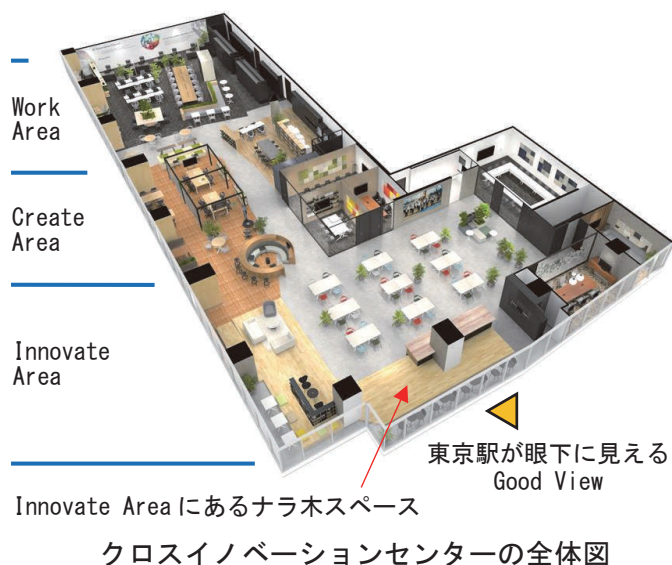 Work
Area
Create
Area
Innovate
Area
東京駅が眼下に見える
Good View
Innovate Areaにあるナラ木スペース
クロスイノベーションセンターの全体図